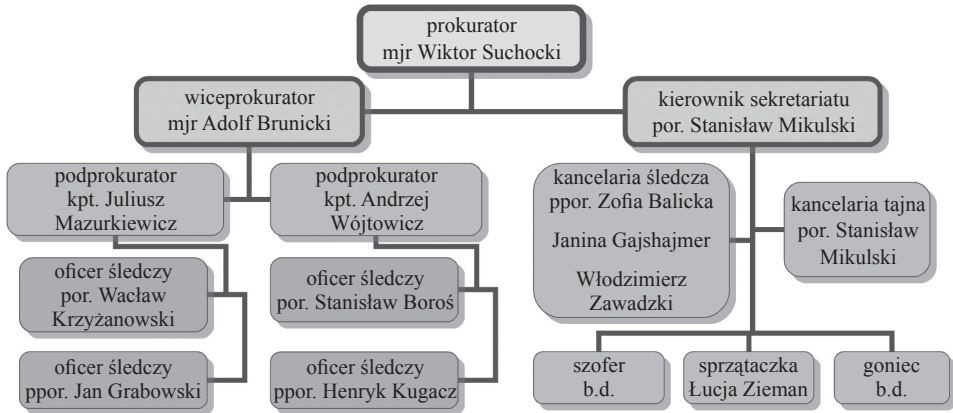 prokurator
mjr Wiktor Suchocki
wiceprokurator
mjr Adolf Brunicki
kierownik sekretariatu
por. Stanisław Mikulski
podprokurator
kpt. Juliusz
Mazurkiewicz
podprokurator
kpt. Andrzej
Wójtowicz
kancelaria śledcza
ppor. Zofia Balicka
Janina Gajshajmer
Włodzimierz
Zawadzki
kancelaria tajna
por. Stanisław
Mikulski
oficer śledczy
por. Wacław
Krzyżanowski
oficer śledczy
por. Stanisław Boroś
oficer śledczy
ppor. Jan Grabowski
oficer śledczy
ppor. Henryk Kugacz
szofer
b.d.
sprzątaczka
Łucja Zieman
goniec
b.d.